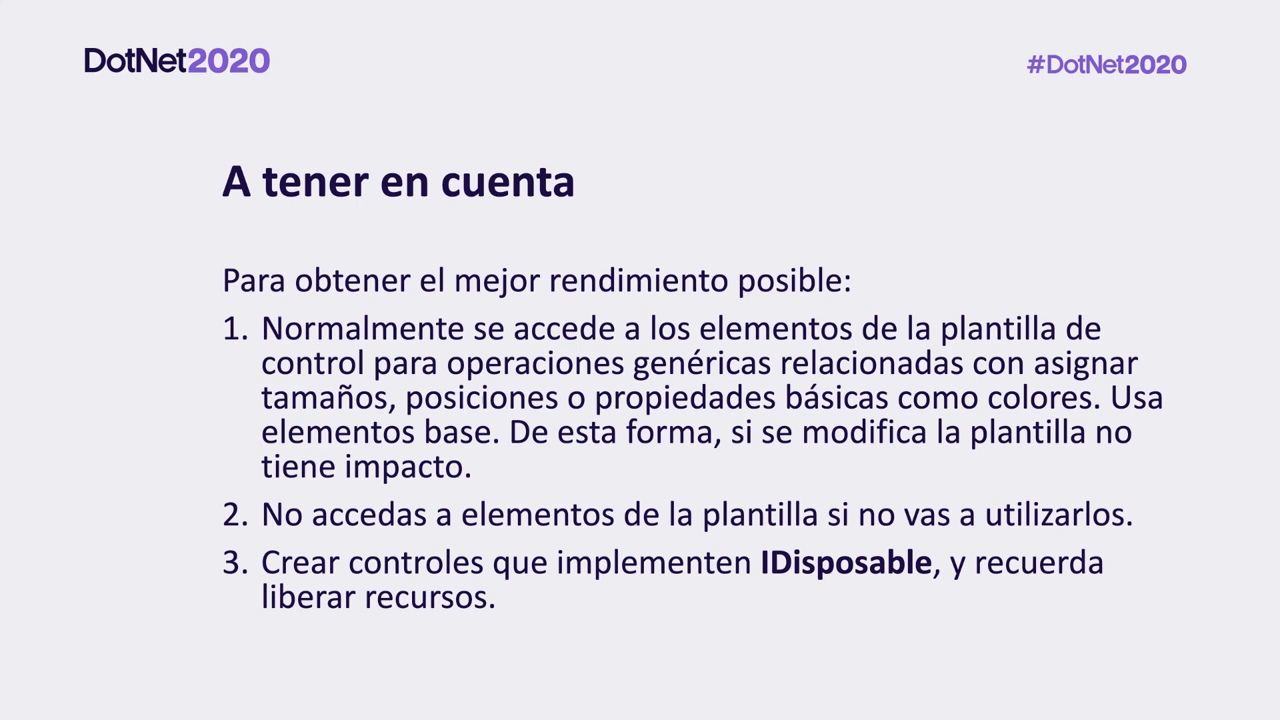 DotNet2020
#DotNet2020
A tener en cuenta
Para obtener el mejor rendimiento posible:
1. Normalmente se accede a los elementos de la plantilla de
control para operaciones genéricas relacionadas con asignar
tamaños, posiciones o propiedades básicas como colores. Usa
elementos base. De esta forma, si se modifica la plantilla no
tiene impacto.
2. No accedas a elementos de la plantilla si no vas a utilizarlos.
3. Crear controles que implementen IDisposable, y recuerda
liberar recursos.